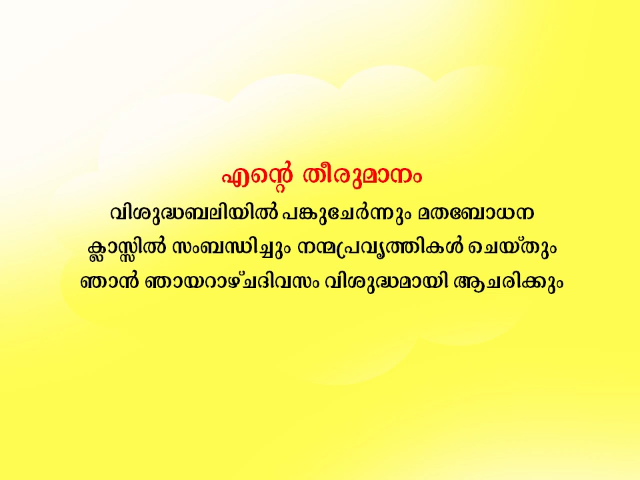 എന്റെ തീരുമാനം
വിശുദ്ധബലിയിൽ പങ്കുചേർന്നും മതബോധന
ക്ലാസ്സിൽ സംബന്ധിച്ചും നന്മപ്രവൃത്തികൾ ചെയ്തും
ഞാൻ ഞായറാഴ്ചദിവസം വിശുദ്ധമായി ആചരിക്കും